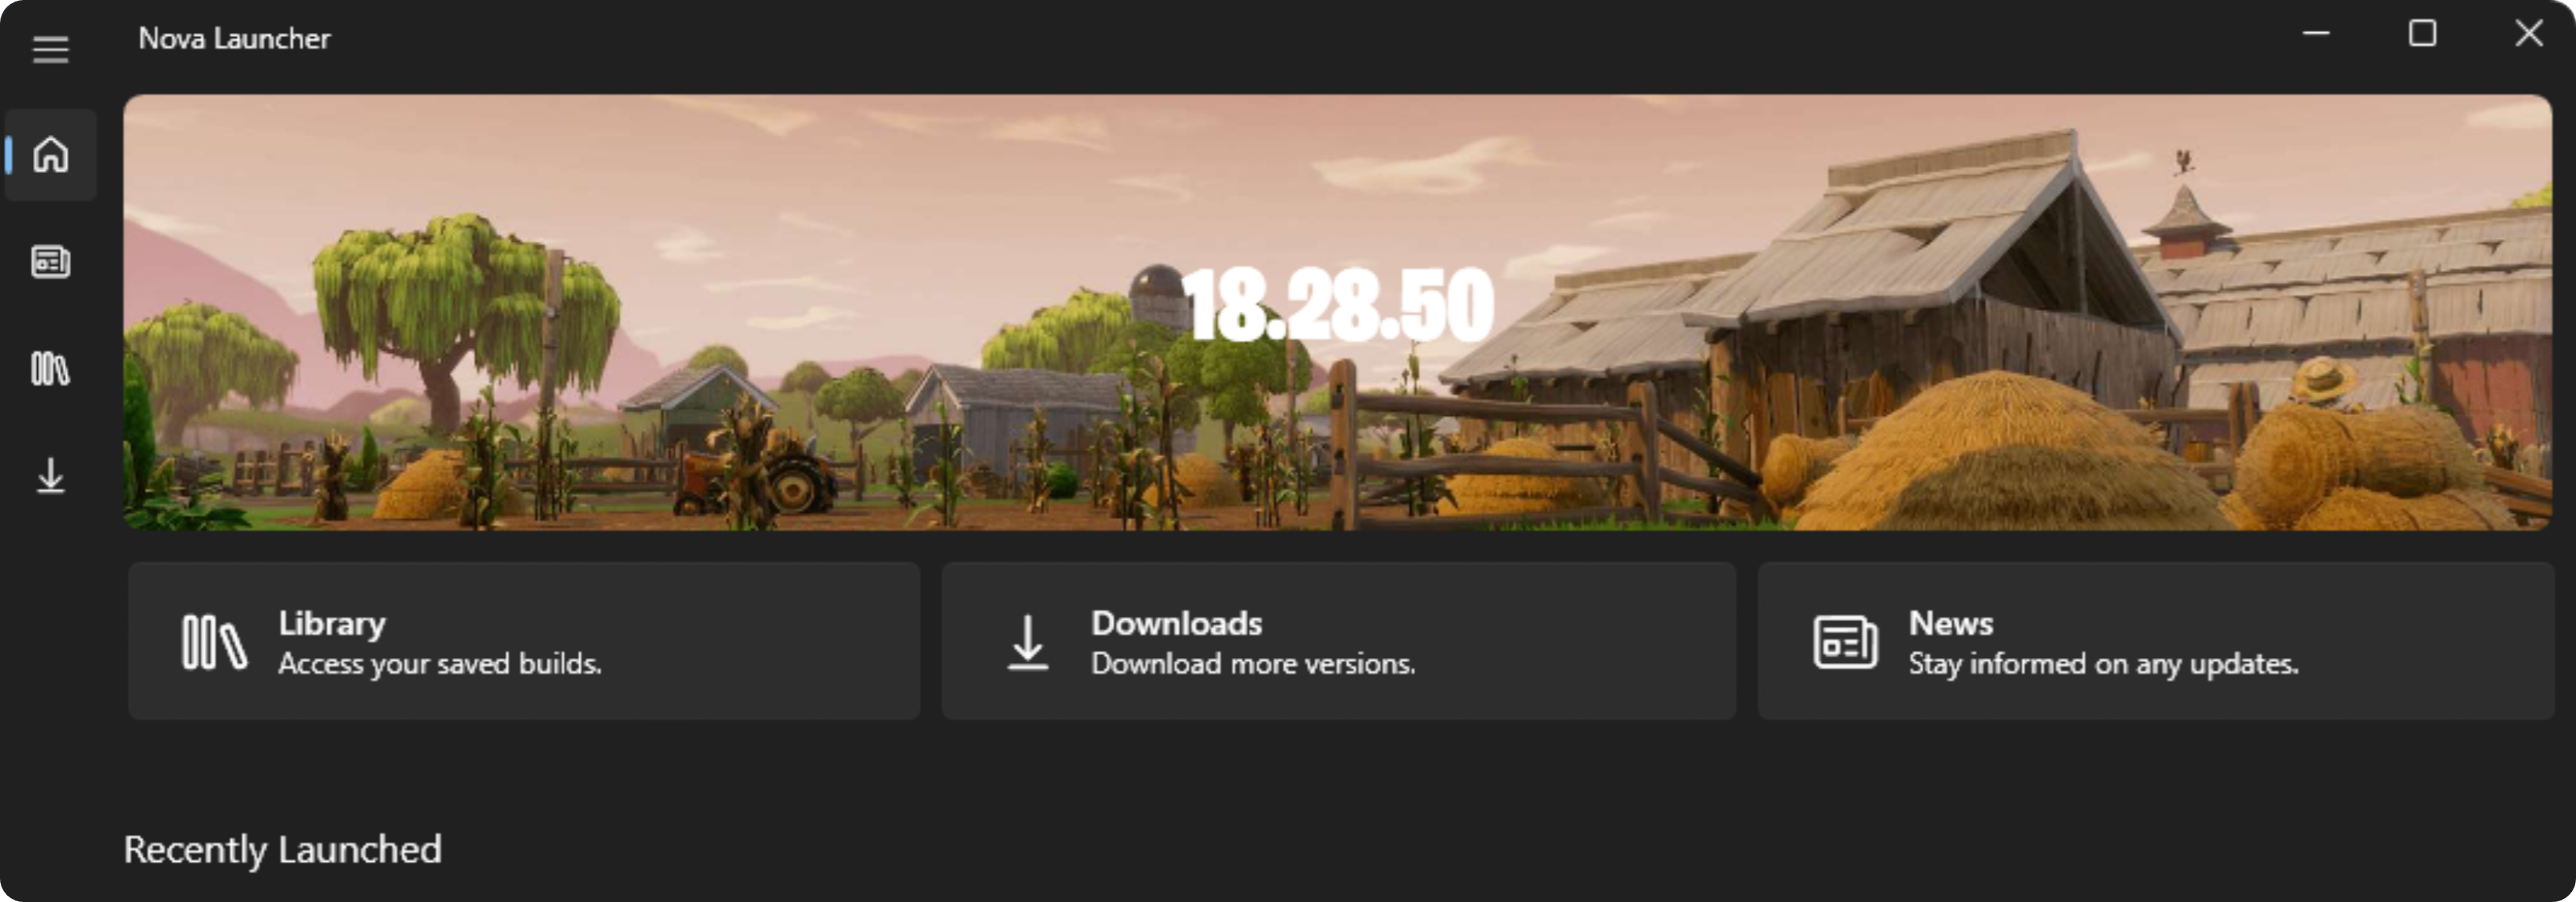 Nova Launcher
18.28.50
Library
Access your saved builds.
Downloads
Download more versions.
News
Stay informed on any updates.
Recently Launched